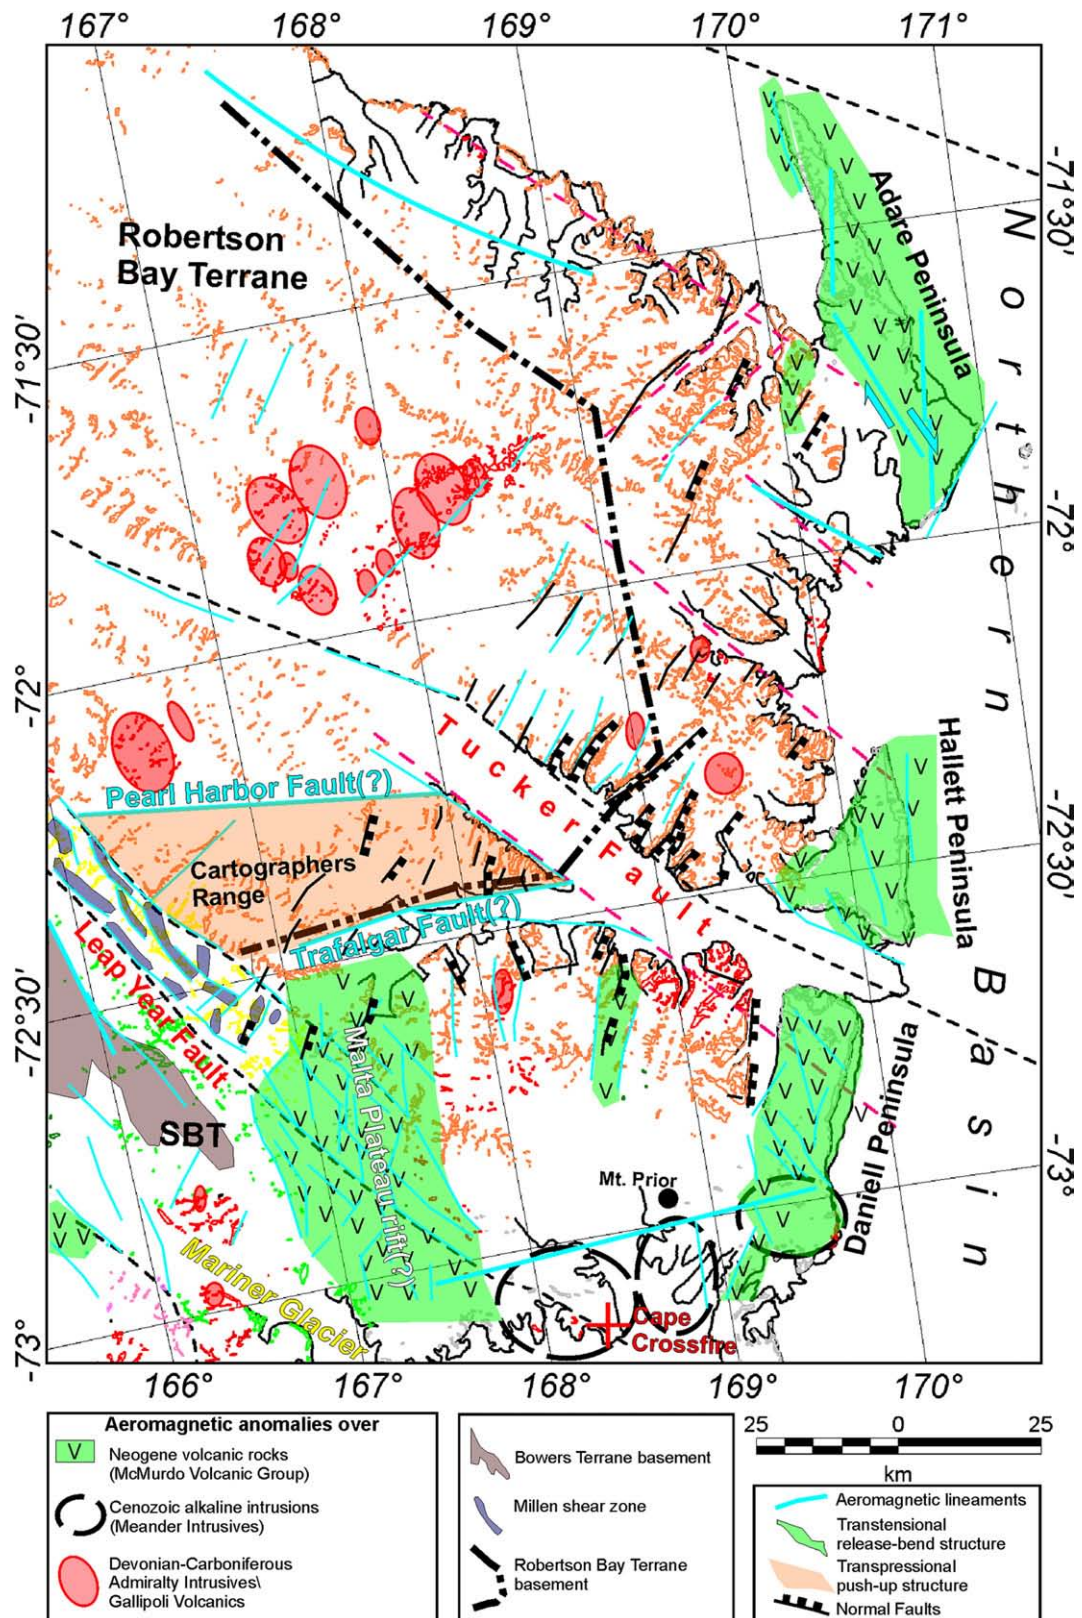 167° 168° 169° 170° 171°
-71°30'
Adare Peninsula
Northern Basin
Robertson
Bay Terrane
-71°30'
-72°
-72°
Tucker Fault
Hallett Peninsula
Pearl Harbor Fault(?)
Cartographers
Range
-72°30'
Trafalgar Fault(?)
Leap Year Fault
-72°30'
Malta Plateau rift(?)
SBT
Daniell Peninsula
-73°
Mt. Prior
Mariner Glacier
Cape
Crossfire
-73°
166° 167° 168° 169° 170°
Aeromagnetic anomalies over
V Neogene volcanic rocks
(McMurdo Volcanic Group)
Cenozoic alkaline intrusions
(Meander Intrusives)
Devonian-Carboniferous
Admiralty Intrusives\
Gallipoli Volcanics
Bowers Terrane basement
Millen shear zone
Robertson Bay Terrane
basement
25 0 25
km
Aeromagnetic lineaments
Transtensional
release-bend structure
Transpressional
push-up structure
Normal Faults